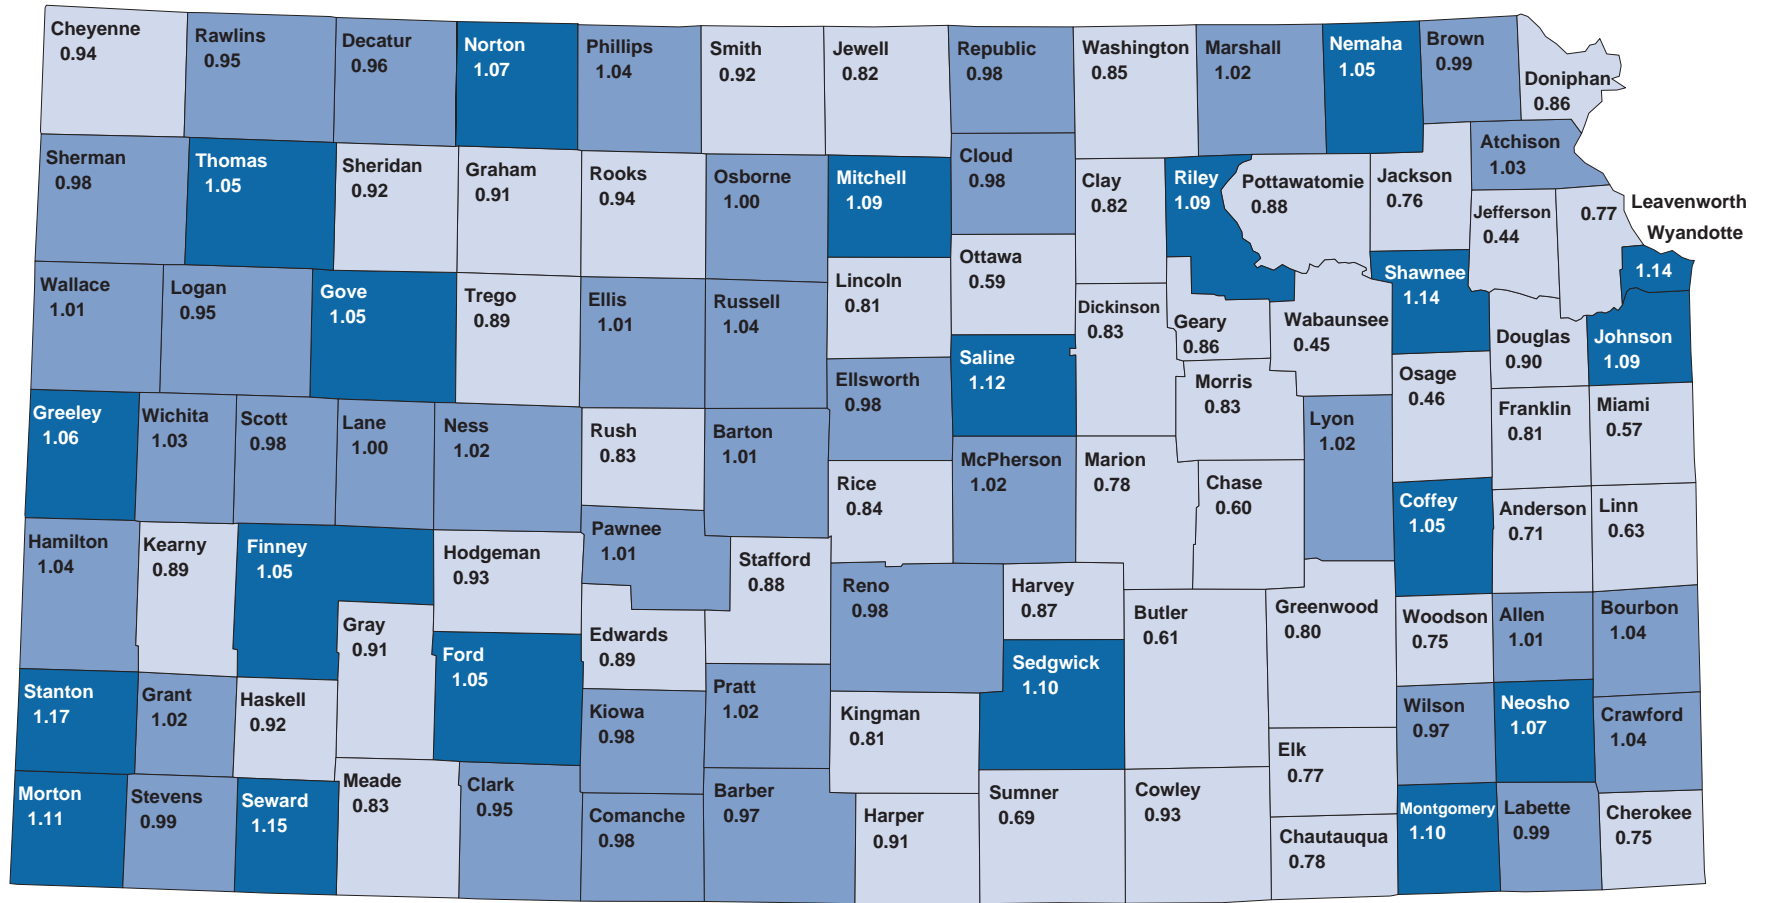 Cheyenne
0.94
Rawlins
0.95
Decatur
0.96
Norton
1.07
Phillips
1.04
Smith
0.92
Jewell
0.82
Republic
0.98
Washington
0.85
Marshall
1.02
Nemaha
1.05
Brown
0.99
Doniphan
0.86
Sherman
0.98
Thomas
1.05
Sheridan
0.92
Graham
0.91
Rooks
0.94
Osborne
1.00
Mitchell
1.09
Cloud
0.98
Clay
0.82
Riley
1.09
Pottawatomie
0.88
Jackson
0.76
Atchison
1.03
Jefferson
0.44
0.77
Leavenworth
Wyandotte
1.14
Wallace
1.01
Logan
0.95
Gove
1.05
Trego
0.89
Ellis
1.01
Russell
1.04
Lincoln
0.81
Ottawa
0.59
Dickinson
0.83
Geary
0.86
Wabaunsee
0.45
Shawnee
1.14
Douglas
0.90
Johnson
1.09
Saline
1.12
Ellsworth
0.98
Morris
0.83
Osage
0.46
Franklin
0.81
Miami
0.57
Greeley
1.06
Wichita
1.03
Scott
0.98
Lane
1.00
Ness
1.02
Rush
0.83
Barton
1.01
Rice
0.84
McPherson
1.02
Marion
0.78
Chase
0.60
Lyon
1.02
Coffey
1.05
Anderson
0.71
Linn
0.63
Hamilton
1.04
Kearny
0.89
Finney
1.05
Hodgeman
0.93
Pawnee
1.01
Stafford
0.88
Reno
0.98
Harvey
0.87
Butler
0.61
Greenwood
0.80
Woodson
0.75
Allen
1.01
Bourbon
1.04
Gray
0.91
Ford
1.05
Edwards
0.89
Sedgwick
1.10
Stanton
1.17
Grant
1.02
Haskell
0.92
Kiowa
0.98
Pratt
1.02
Kingman
0.81
Wilson
0.97
Neosho
1.07
Crawford
1.04
Elk
0.77
Morton
1.11
Stevens
0.99
Seward
1.15
Meade
0.83
Clark
0.95
Comanche
0.98
Barber
0.97
Harper
0.91
Sumner
0.69
Cowley
0.93
Chautauqua
0.78
Montgomery
1.10
Labette
0.99
Cherokee
0.75